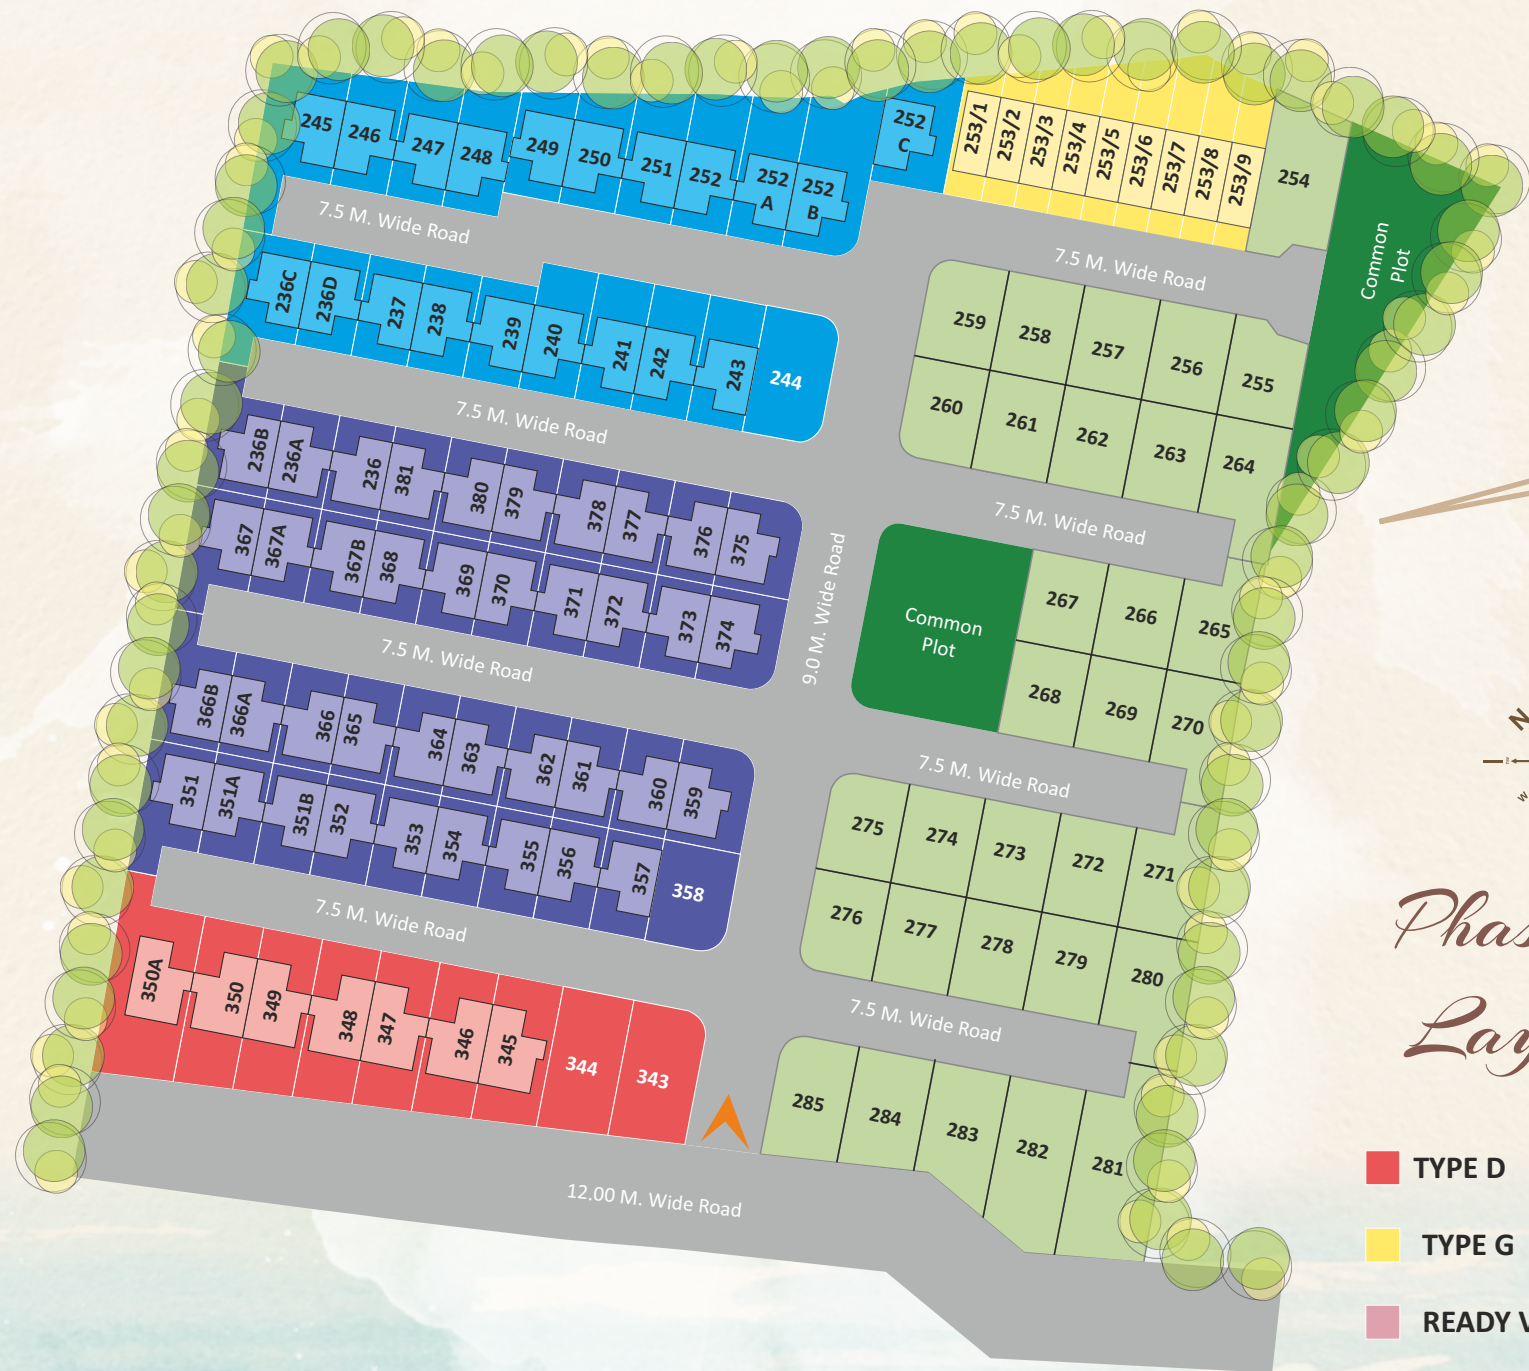 245 246 247 248 249 250 251 252
252 A
252 B
252 C
253/1 253/2 253/3 253/4 253/5 253/6 253/7 253/8 253/9
254
Common
Plot
7.5 M. Wide Road
7.5 M. Wide Road
236C 236D 237 238 239 240 241 242 243 244
259 258 257 256 255
260 261 262 263 264
7.5 M. Wide Road
236B 236A 236 381 380 379 378 377 376 375
367 367A 367B 368 369 370 371 372 373 374
7.5 M. Wide Road
9.0 M. Wide Road
Common
Plot
267 266 265
268 269 270
7.5 M. Wide Road
366B 366A 366 365 364 363 362 361 360 359
351 351A 351B 352 353 354 355 356 357 358
7.5 M. Wide Road
275 274 273 272 271
276 277 278 279 280
7.5 M. Wide Road
350A 350 349 348 347 346 345 344 343
7.5 M. Wide Road
285 284 283 282 281
12.00 M. Wide Road
N
W
Phas
Lay
TYPE D
TYPE G
READY V